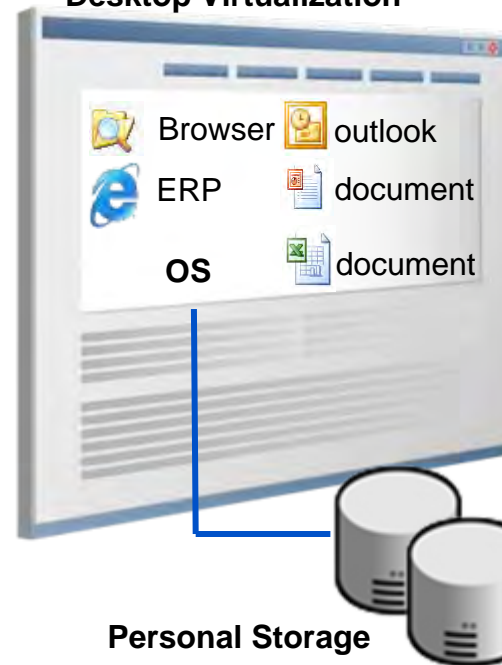 Desktop Virtualization
Browser outlook
ERP document
OS document
Personal Storage